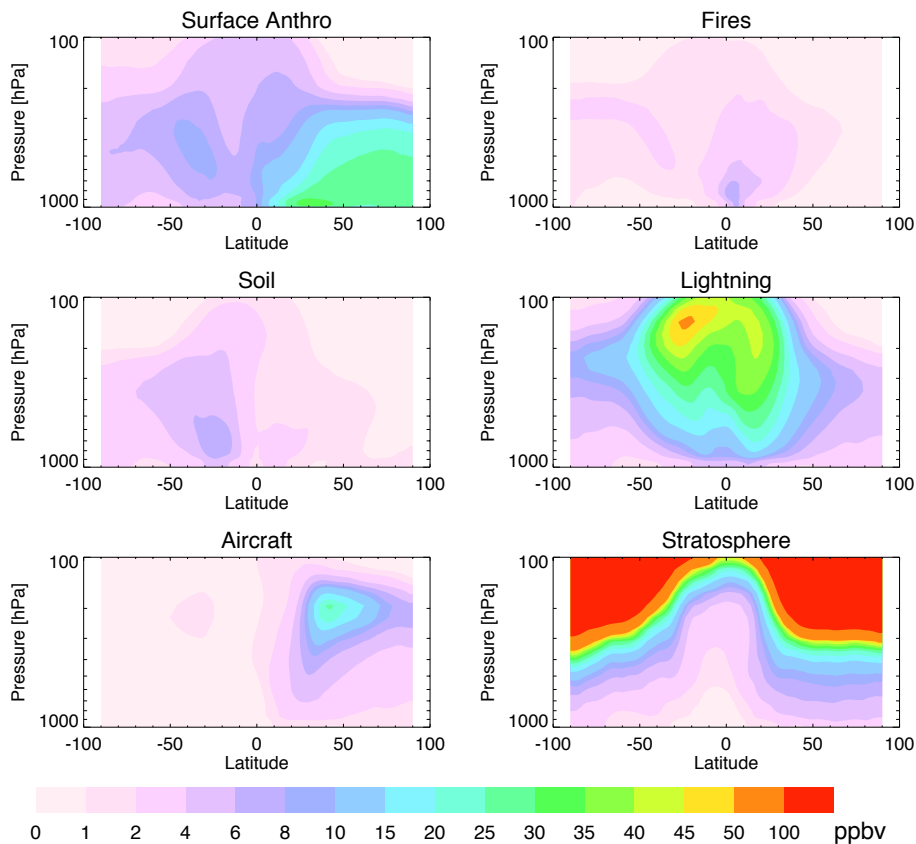 Surface Anthro
Fires
100
Pressure [hPa]
1000
-100 -50 0 50 100
Latitude
100
Pressure [hPa]
1000
-100 -50 0 50 100
Latitude
Soil
Lightning
100
Pressure [hPa]
1000
-100 -50 0 50 100
Latitude
100
Pressure [hPa]
1000
-100 -50 0 50 100
Latitude
Aircraft
Stratosphere
100
Pressure [hPa]
1000
-100 -50 0 50 100
Latitude
100
Pressure [hPa]
1000
-100 -50 0 50 100
Latitude
0 1 2 4 6 8 10 15 20 25 30 35 40 45 50 100 ppbv